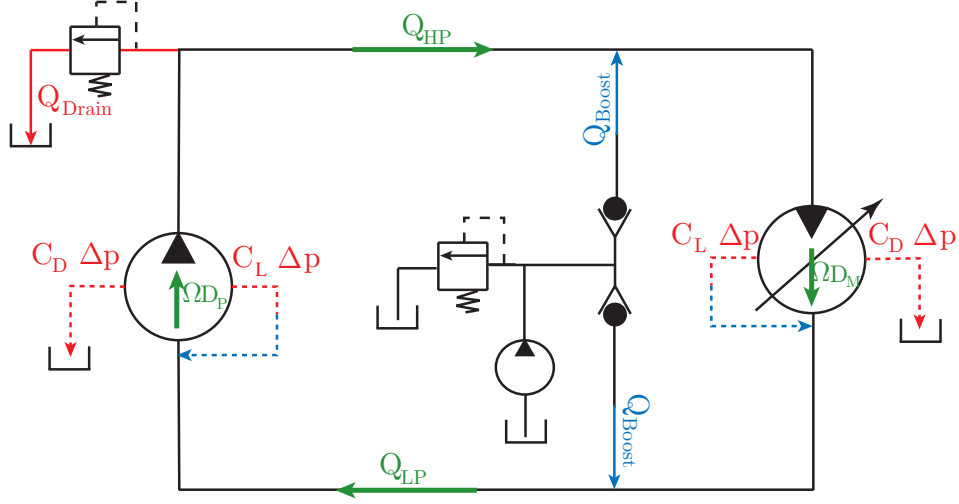 Q_HP
Q_Drain
Q_Boost
C_D Δp
C_L Δp
ΩD_P
C_L Δp
C_D Δp
ΩD_M
Q_Boost
Q_LP